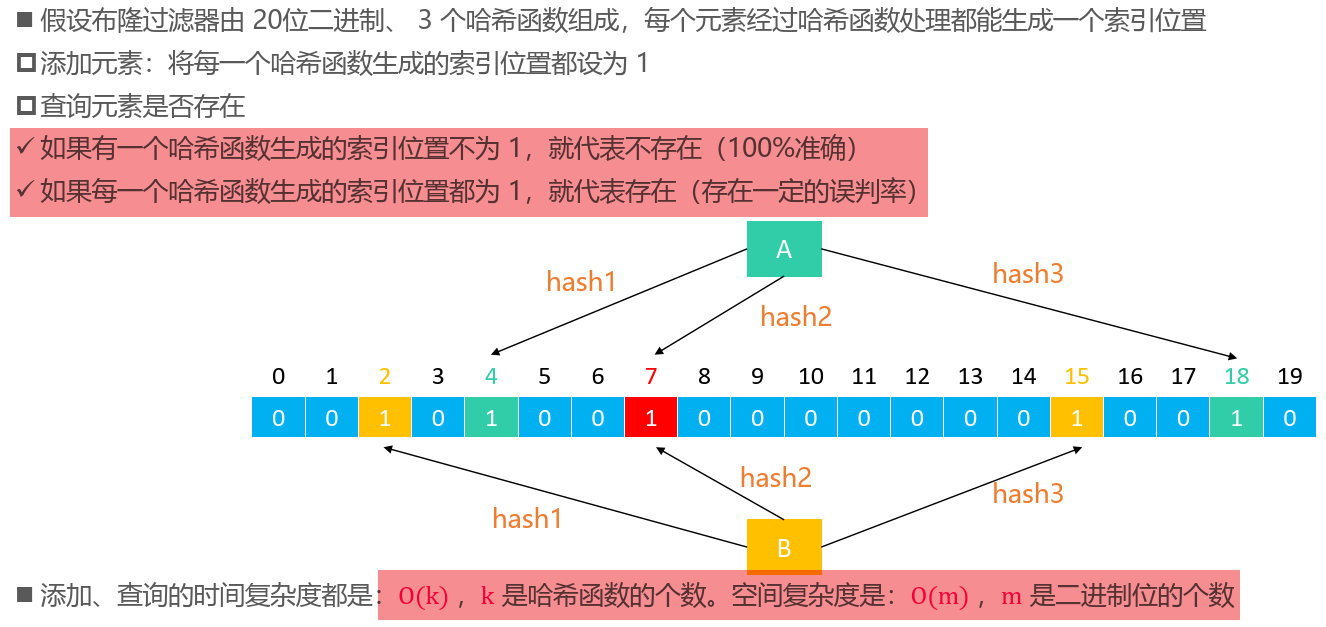 ■ 假设布隆过滤器由 20位二进制、 3 个哈希函数组成，每个元素经过哈希函数处理都能生成一个索引位置
添加元素：将每一个哈希函数生成的索引位置都设为 1
查询元素是否存在
✓ 如果有一个哈希函数生成的索引位置不为 1，就代表不存在（100%准确）
✓ 如果每一个哈希函数生成的索引位置都为 1，就代表存在（存在一定的误判率）
A
hash1
hash2
hash3
0 1 2 3 4 5 6 7 8 9 10 11 12 13 14 15 16 17 18 19
0 0 1 0 1 0 0 1 0 0 0 0 0 0 0 1 0 0 1 0
hash1
hash2
hash3
B
■ 添加、查询的时间复杂度都是：O(k) ，k 是哈希函数的个数。空间复杂度是：O(m) ，m 是二进制位的个数